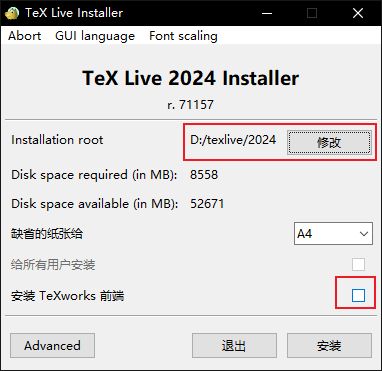 TeX Live Installer
Abort GUI language Font scaling
TeX Live 2024 Installer
r. 71157
Installation root D:/texlive/2024 修改
Disk space required (in MB): 8558
Disk space available (in MB): 52671
缺省的纸张给 A4
给所有用户安装
安装 TeXworks 前端
Advanced 退出 安装